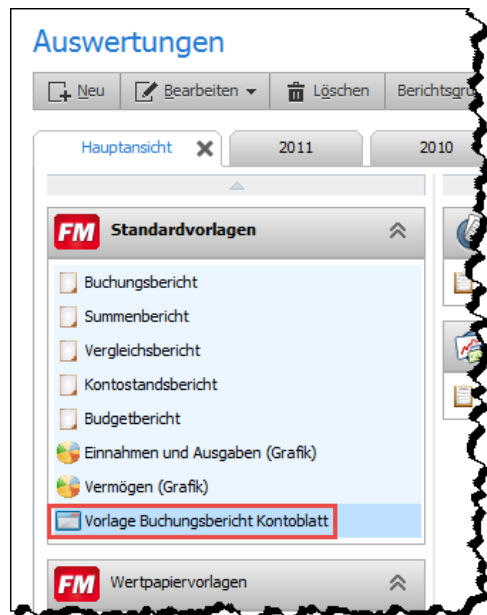 Auswertungen
Neu Bearbeiten Löschen Berichtsgru
Hauptansicht 2011 2010
FM Standardvorlagen
Buchungsbericht
Summenbericht
Vergleichsbericht
Kontostandsbericht
Budgetbericht
Einnahmen und Ausgaben (Grafik)
Vermögen (Grafik)
Vorlage Buchungsbericht Kontoblatt
FM Wertpapiervorlagen